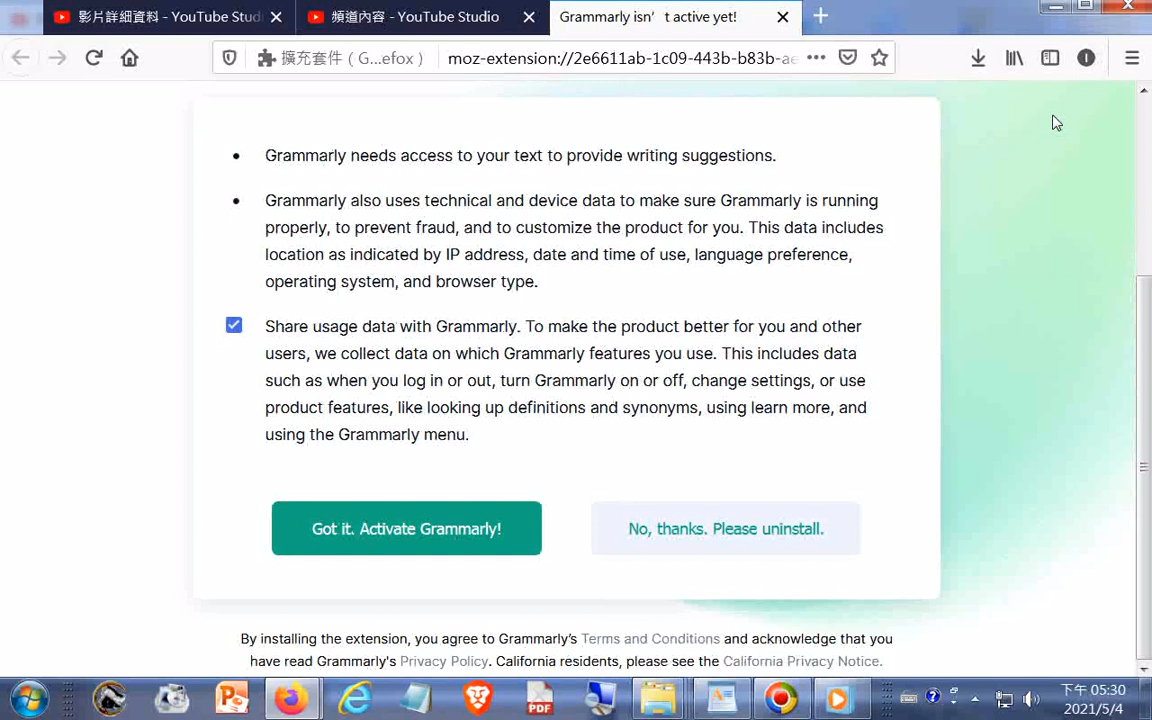 影片詳細資料 - YouTube Stud
頻道內容 - YouTube Studio
Grammarly isn't active yet!
擴充套件 ( G...efox )
moz-extension://2e6611ab-1c09-443b-b83b-ae
Grammarly needs access to your text to provide writing suggestions.
Grammarly also uses technical and device data to make sure Grammarly is running
properly, to prevent fraud, and to customize the product for you. This data includes
location as indicated by IP address, date and time of use, language preference,
operating system, and browser type.
Share usage data with Grammarly. To make the product better for you and other
users, we collect data on which Grammarly features you use. This includes data
such as when you log in or out, turn Grammarly on or off, change settings, or use
product features, like looking up definitions and synonyms, using learn more, and
using the Grammarly menu.
Got it. Activate Grammarly!
No, thanks. Please uninstall.
By installing the extension, you agree to Grammarly's Terms and Conditions and acknowledge that you
have read Grammarly's Privacy Policy. California residents, please see the California Privacy Notice.
PDF
下午 05:30
2021/5/4